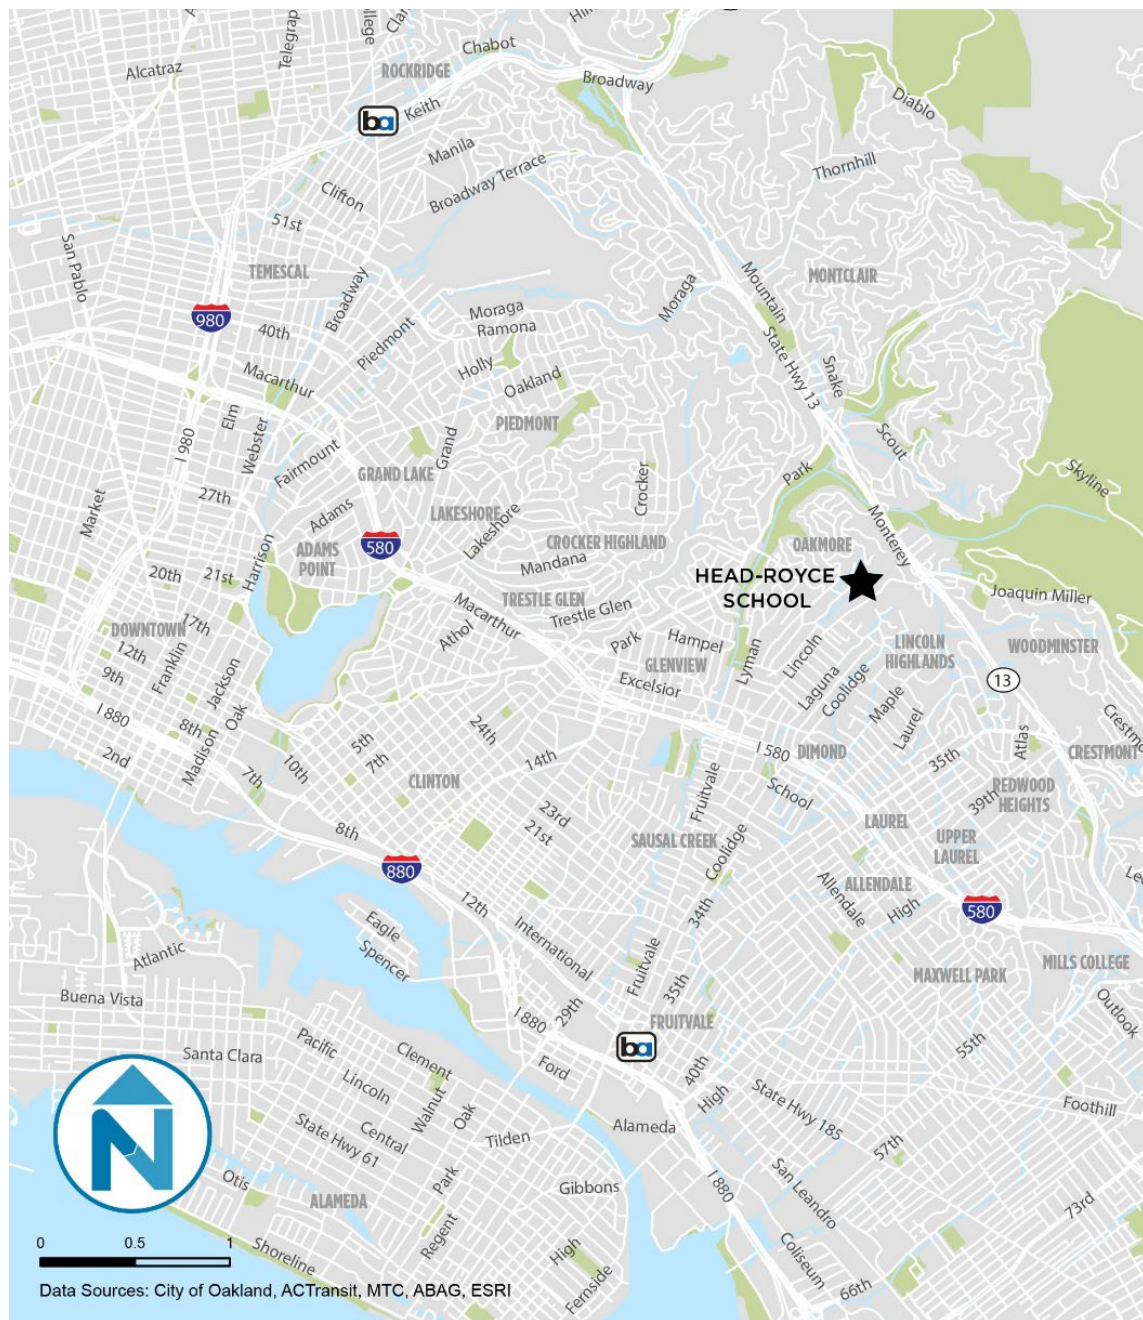 Chabot
Alcatraz
Telegrap
ROCKRIDGE
Keith
Broadway
Diablo
ba
Manila
Thornhill
Clifton
Broadway Terrace
51st
San Pablo
TEMESCAL
Broadway
Mountain
MONTCLAIR
Moraga
980
40th
Piedmont
Moraga
Ramona
State Hwy 13
Macarthur
Holly
Oakland
Snake
Elm
PIEDMONT
Webster
Fairmount
Grand
Scout
I 980
GRAND LAKE
Crocker
Park
Skyline
27th
Market
Adams
LAKESHORE
Lakeshore
Monterey
580
ADAMS
POINT
Harrison
CROCKER HIGHLAND
OAKMORE
Mandana
20th
21st
HEAD-ROYCE
SCHOOL
TRESTLE GLEN
Trestle Glen
Joaquin Miller
Macarthur
DOWNTOWN
17th
12th
Athol
Park
Hampel
Lincoln
LINCOLN
HIGHLANDS
WOODMINSTER
9th
Franklin
Jackson
GLENVIEW
Lyman
Excelsior
Laguna
Coolidge
13
Maple
I 880
8th
Oak
Madison
24th
Laurel
Crestm
2nd
5th
7th
10th
7th
14th
I 580
DIMOND
35th
Atlas
CRESTMONT
CLINTON
Fruitvale
School
39th
REDWOOD
HEIGHTS
23rd
21st
8th
LAUREL
UPPER
LAUREL
SAUSAL CREEK
Coolidge
880
ALLENDALE
Allendale
High
12th
34th
580
Eagle
International
Spencer
Atlantic
Fruitvale
MAXWELL PARK
MILLS COLLEGE
35th
Buena Vista
Outlook
29th
I 880
FRUITVALE
ba
55th
Santa Clara
Pacific
Clement
Ford
40th
Lincoln
Walnut
High
State Hwy 185
Foothill
Oak
Alameda
Central
State Hwy 61
Tilden
57th
N
Otis
Park
I 880
San Leandro
ALAMEDA
Gibbons
73rd
Regent
0 0.5 1
Shoreline
High
Coliseum
Fernside
66th
Data Sources: City of Oakland, ACTransit, MTC, ABAG, ESRI